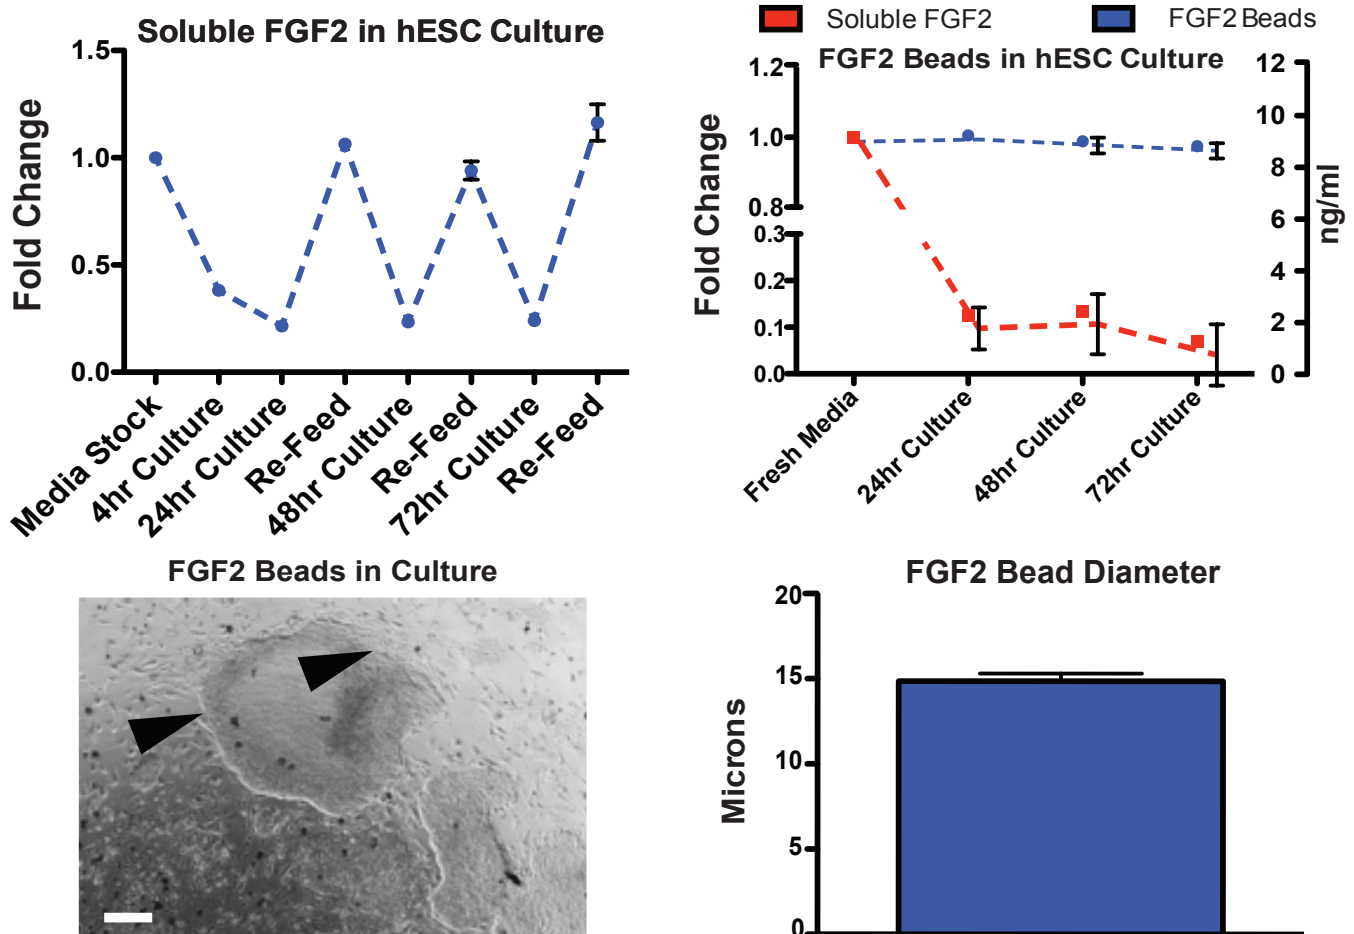 Soluble FGF2 in hESC Culture
1.5
1.0
0.5
0.0
Fold Change
Media Stock
4hr Culture
24hr Culture
Re-Feed
48hr Culture
Re-Feed
72hr Culture
Re-Feed
Soluble FGF2
FGF2 Beads
FGF2 Beads in hESC Culture
1.2
1.0
0.8
0.3
0.2
0.1
0.0
Fold Change
12
10
8
6
4
2
0
ng/ml
Fresh Media
24hr Culture
48hr Culture
72hr Culture
FGF2 Beads in Culture
FGF2 Bead Diameter
20
15
10
5
0
Microns